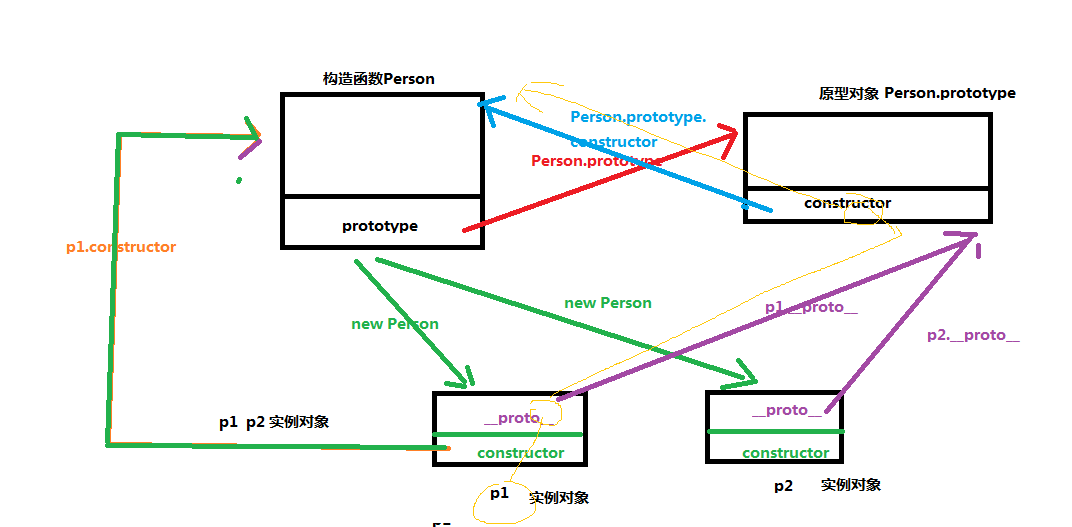 构造函数Person
原型对象 Person.prototype
Person.prototype.
constructor
Person.prototype
constructor
prototype
p1.constructor
new Person
new Person
p1.__proto__
p2.__proto__
__proto__
__proto__
p1 p2 实例对象
constructor
constructor
p1 实例对象
p2 实例对象